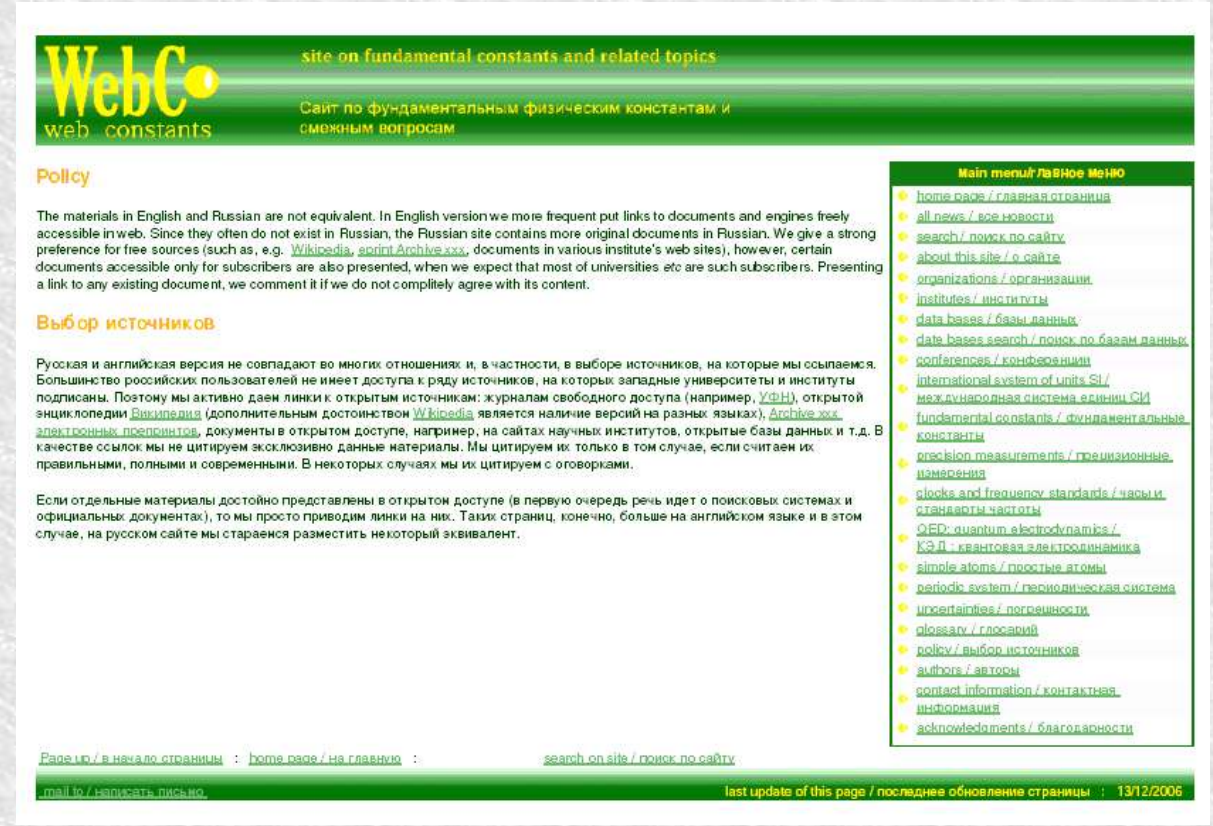 WebCo
web constants
site on fundamental constants and related topics
Сайт по фундаментальным физическим константам и
смежным вопросам
Policy
The materials in English and Russian are not equivalent. In English version we more frequent put links to documents and engines freely
accessible in web. Since they often do not exist in Russian, the Russian site contains more original documents in Russian. We give a strong
preference for free sources (such as, e.g. Wikipedia, eprint Archive xxx, documents in various institute's web sites), however, certain
documents accessible only for subscribers are also presented, when we expect that most of universities etc are such subscribers. Presenting
a link to any existing document, we comment it if we do not complitely agree with its content.
Выбор источников
Русская и английская версия не совпадают во многих отношениях и, в частности, в выборе источников, на которые мы ссылаемся.
Большинство российских пользователей не имеет доступа к ряду источников, на которых западные университеты и институты
подписаны. Поэтому мы активно даем линки к открытым источникам: журналам свободного доступа (например, УФН), открытой
энциклопедии Википедия (дополнительным достоинством Wikipedia является наличие версий на разных языках), Archive xxx
электронных препринтов, документы в открытом доступе, например, на сайтах научных институтов, открытые базы данных и т.д. В
качестве ссылок мы не цитируем эксклюзивно данные материалы. Мы цитируем их только в том случае, если считаем их
правильными, полными и современными. В некоторых случаях мы их цитируем с оговорками.
Если отдельные материалы достойно представлены в открытом доступе (в первую очередь речь идет о поисковых системах и
официальных документах), то мы просто приводим линки на них. Таких страниц, конечно, больше на английском языке и в этом
случае, на русском сайте мы стараемся разместить некоторый эквивалент.
Main menu/главное меню
home page / главная страница
all news / все новости
search / поиск по сайту
about this site / о сайте
organizations / организации
institutes / институты
data bases / базы данных
date bases search / поиск по базам данных
conferences / конференции
international system of units SI /
международная система единиц СИ
fundamental constants / фундаментальные
константы
precision measurements / прецизионные
измерения
clocks and frequency standards / часы и
стандарты частоты
QED: quantum electrodynamics /
КЭД : квантовая электродинамика
simple atoms / простые атомы
periodic system / периодическая система
uncertainties / погрешности
glossary / глосарий
policy / выбор источников
authors / авторы
contact information / контактная
информация
acknowledgments / благодарности
Page up / в начало страницы : home page / на главную : search on site / поиск по сайту
mail to / написать письмо
last update of this page / последнее обновление страницы : 13/12/2006